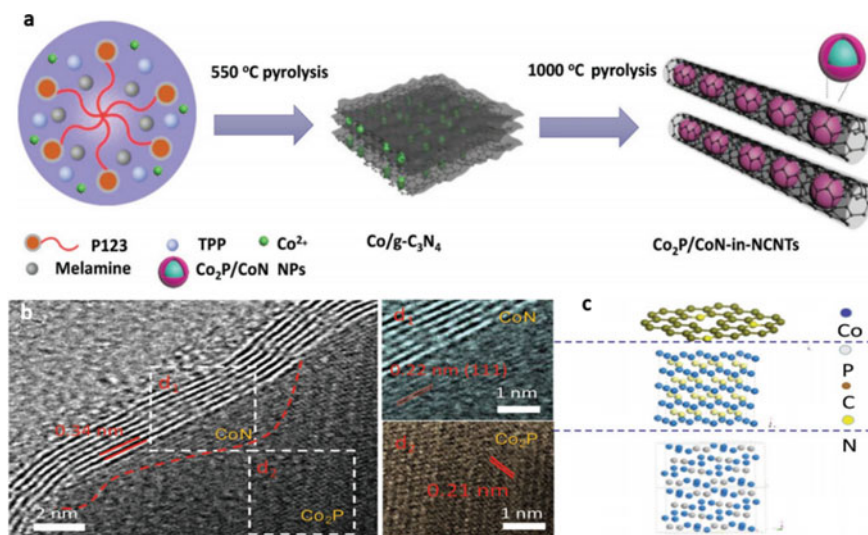 a
550 °C pyrolysis
1000 °C pyrolysis
P123
TPP
Co²⁺
Co/g-C₃N₄
Co₂P/CoN-in-NCNTs
Melamine
Co₂P/CoN NPs
b
d₁
0.34 nm
CoN
d₂
2 nm
Co₂P
d₁
CoN
0.22 nm (111)
1 nm
d₂
Co₂P
0.21 nm
1 nm
c
Co
P
C
N